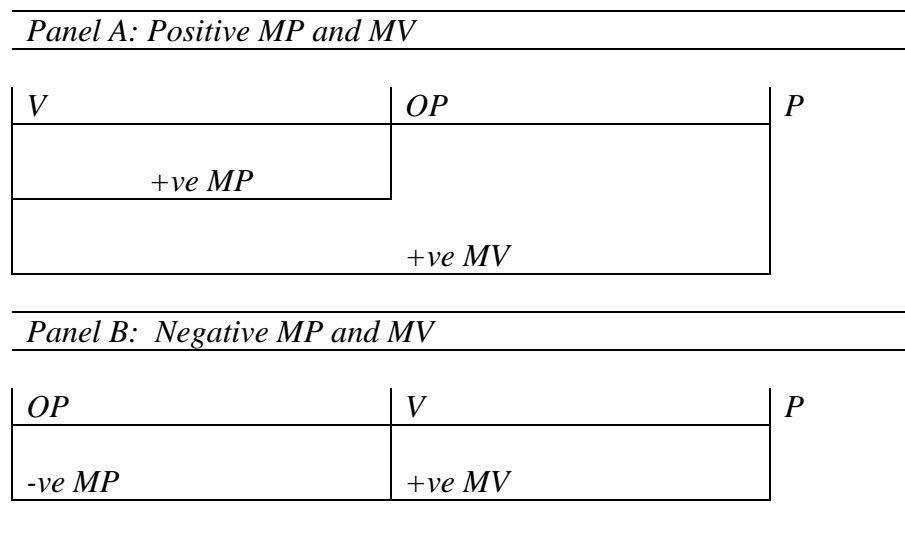 Panel A: Positive MP and MV
V OP P
+ve MP
+ve MV
Panel B: Negative MP and MV
OP V P
-ve MP +ve MV